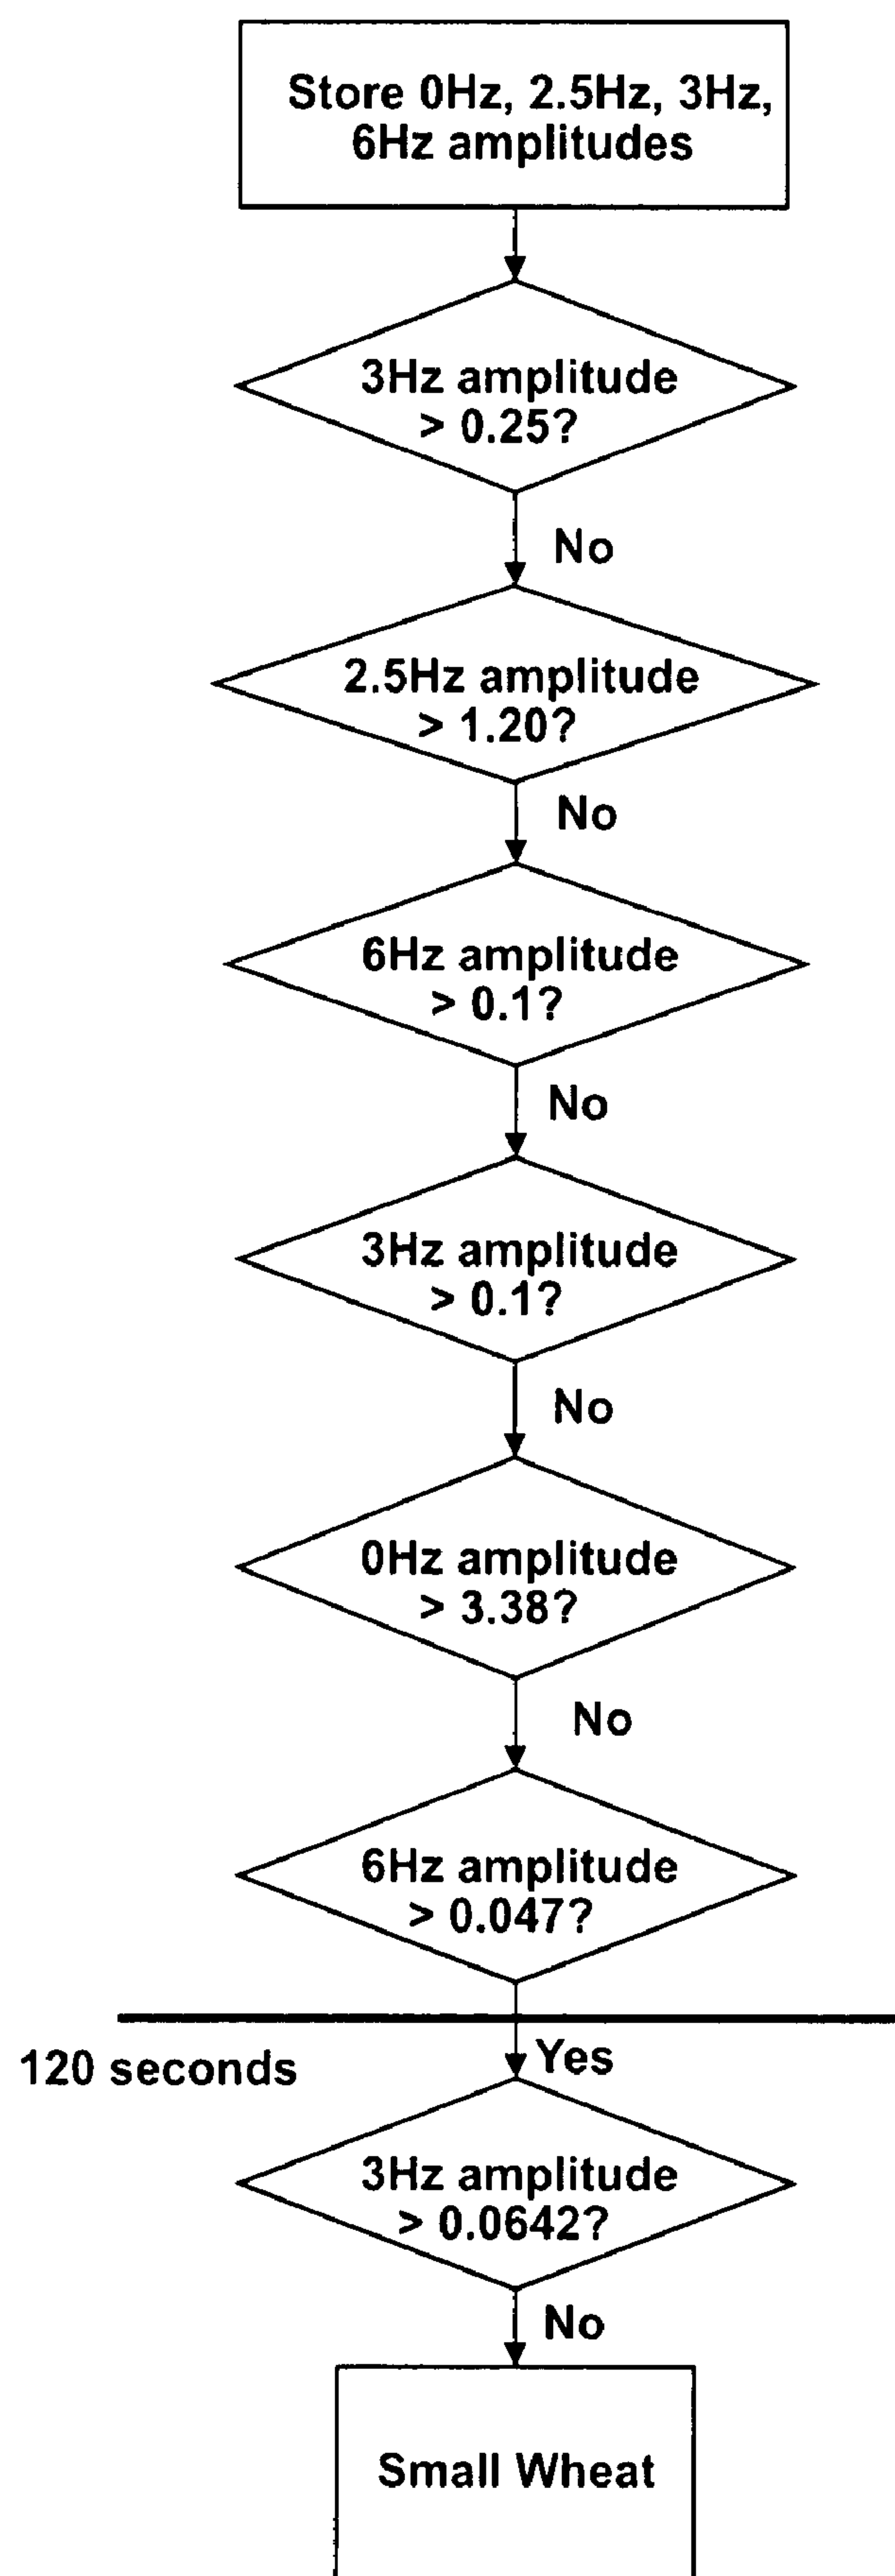 Store 0Hz, 2.5Hz, 3Hz,
6Hz amplitudes
3Hz amplitude
> 0.25?
No
2.5Hz amplitude
> 1.20?
No
6Hz amplitude
> 0.1?
No
3Hz amplitude
> 0.1?
No
0Hz amplitude
> 3.38?
No
6Hz amplitude
> 0.047?
120 seconds
Yes
3Hz amplitude
> 0.0642?
No
Small Wheat